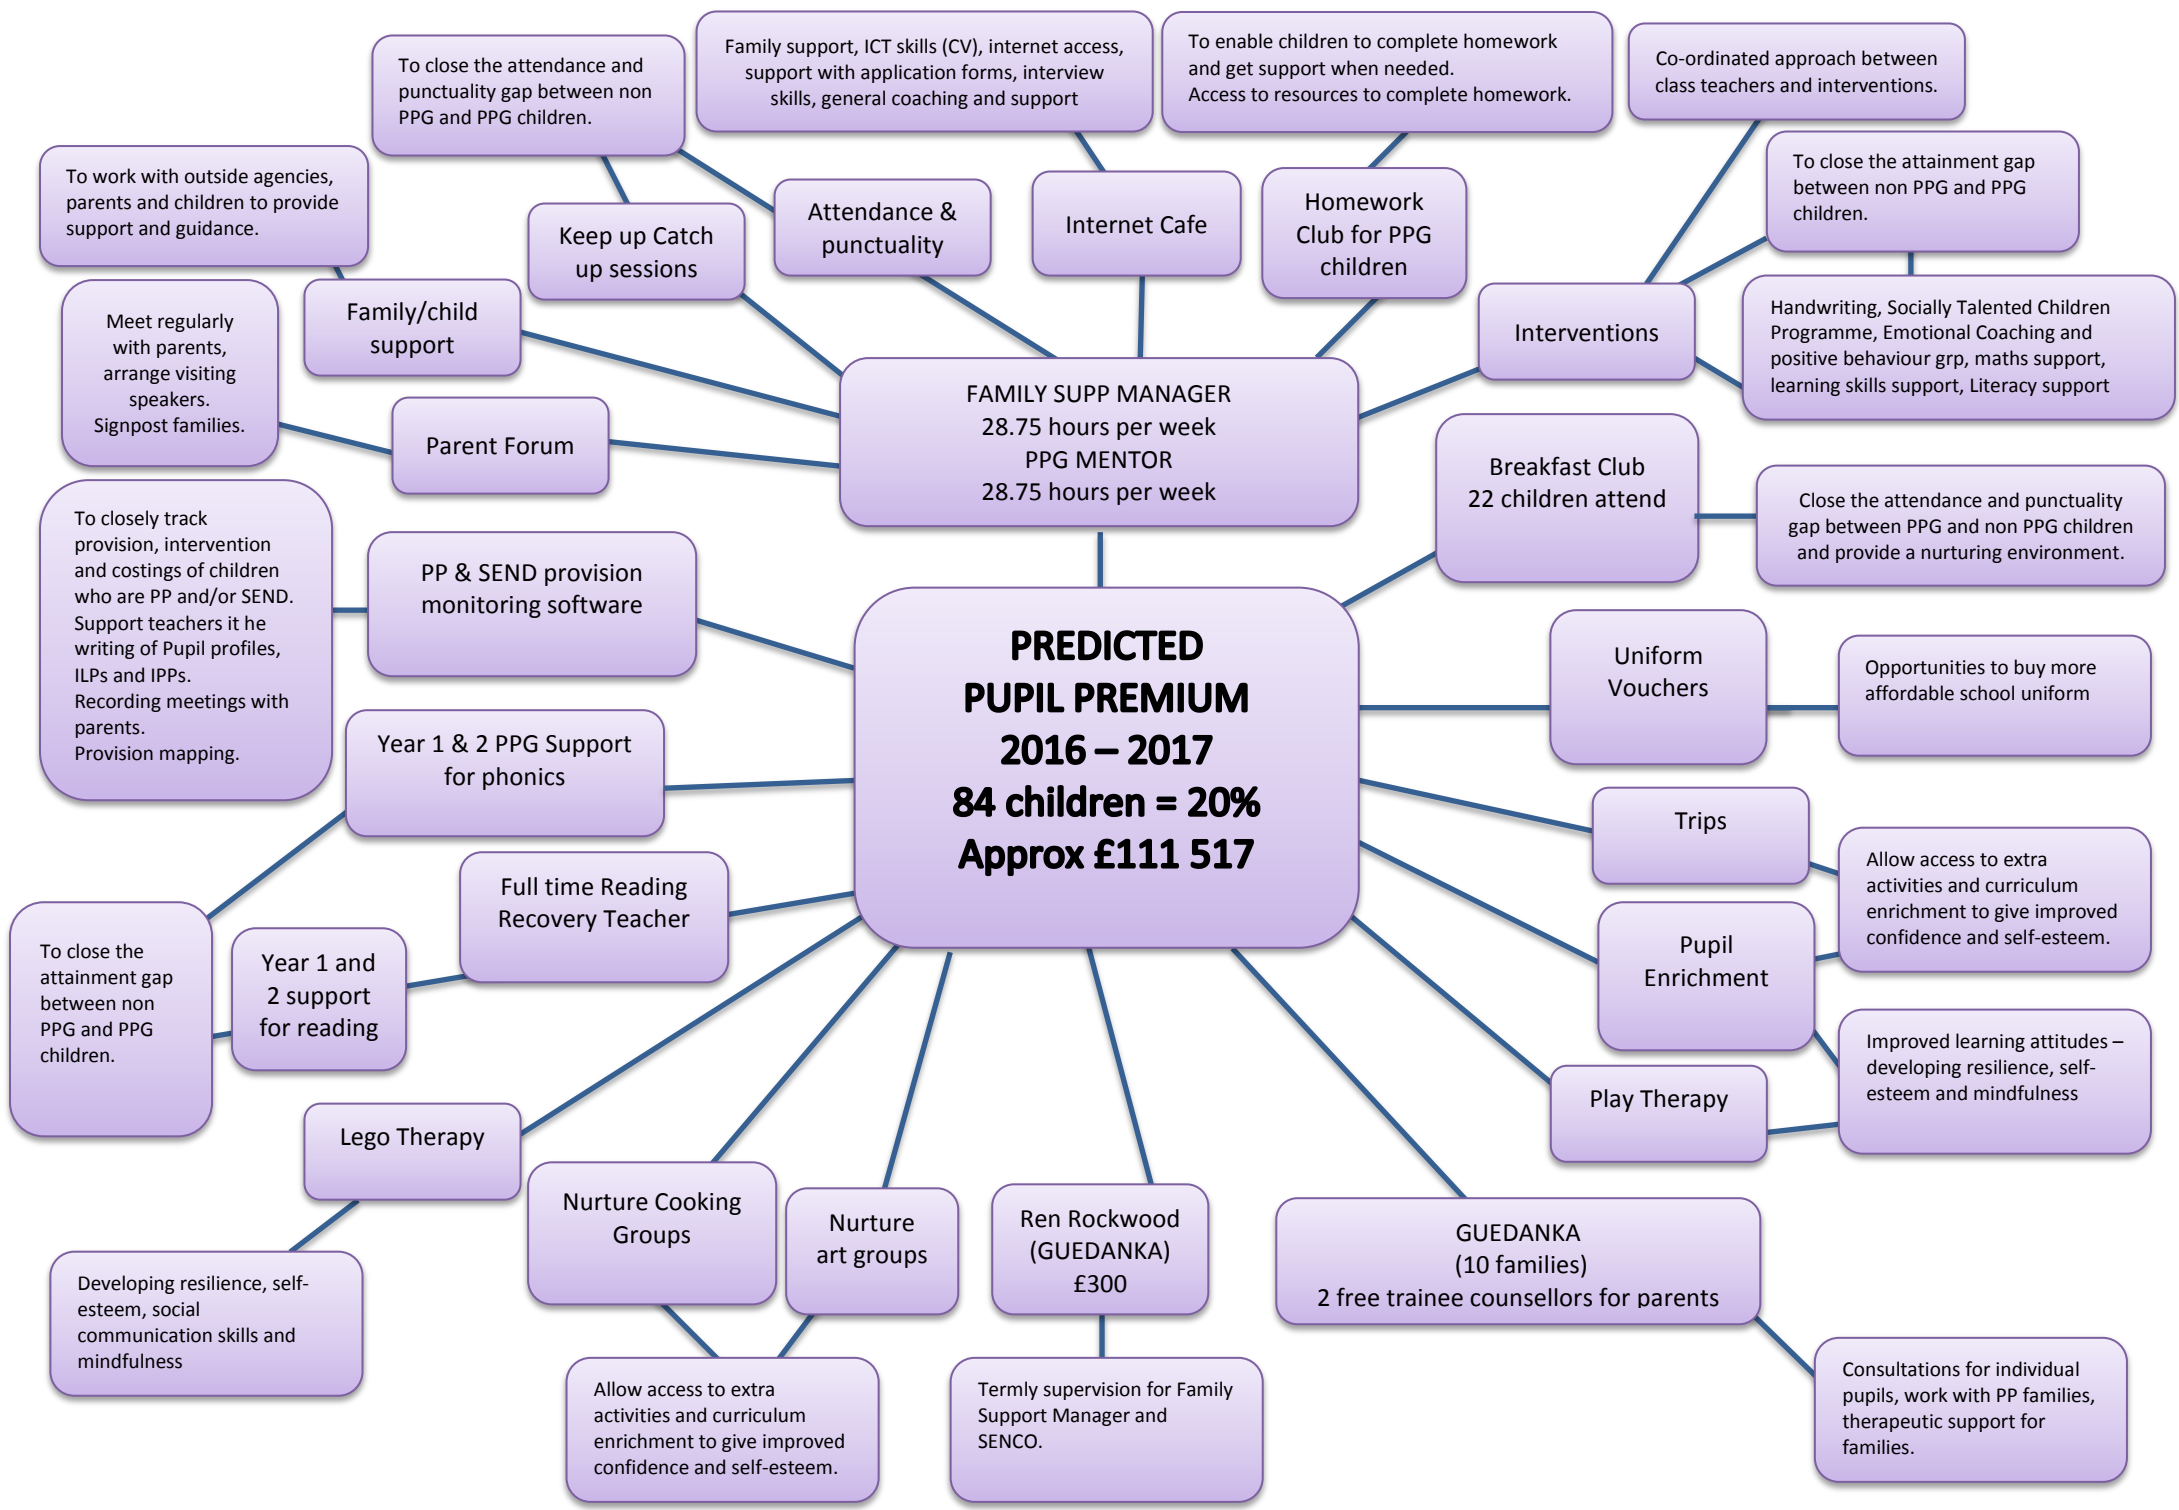 Family support, ICT skills (CV), internet access,
support with application forms, interview
skills, general coaching and support
To enable children to complete homework
and get support when needed.
Access to resources to complete homework.
Co-ordinated approach between
class teachers and interventions.
To close the attendance and
punctuality gap between non
PPG and PPG children.
To close the attainment gap
between non PPG and PPG
children.
To work with outside agencies,
parents and children to provide
support and guidance.
Keep up Catch
up sessions
Attendance &
punctuality
Internet Cafe
Homework
Club for PPG
children
Family/child
support
Interventions
Handwriting, Socially Talented Children
Programme, Emotional Coaching and
positive behaviour grp, maths support,
learning skills support, Literacy support
Meet regularly
with parents,
arrange visiting
speakers.
Signpost families.
Parent Forum
FAMILY SUPP MANAGER
28.75 hours per week
PPG MENTOR
28.75 hours per week
Breakfast Club
22 children attend
Close the attendance and punctuality
gap between PPG and non PPG children
and provide a nurturing environment.
To closely track
provision, intervention
and costings of children
who are PP and/or SEND.
Support teachers it he
writing of Pupil profiles,
ILPs and IPPs.
Recording meetings with
parents.
Provision mapping.
PP & SEND provision
monitoring software
PREDICTED
PUPIL PREMIUM
2016 – 2017
84 children = 20%
Approx £111 517
Uniform
Vouchers
Opportunities to buy more
affordable school uniform
Year 1 & 2 PPG Support
for phonics
Trips
Allow access to extra
activities and curriculum
enrichment to give improved
confidence and self-esteem.
Full time Reading
Recovery Teacher
Pupil
Enrichment
To close the
attainment gap
between non
PPG and PPG
children.
Year 1 and
2 support
for reading
Improved learning attitudes –
developing resilience, self-
esteem and mindfulness
Play Therapy
Lego Therapy
Nurture Cooking
Groups
Nurture
art groups
Ren Rockwood
(GUEDANKA)
£300
GUEDANKA
(10 families)
2 free trainee counsellors for parents
Developing resilience, self-
esteem, social
communication skills and
mindfulness
Allow access to extra
activities and curriculum
enrichment to give improved
confidence and self-esteem.
Termly supervision for Family
Support Manager and
SENCO.
Consultations for individual
pupils, work with PP families,
therapeutic support for
families.